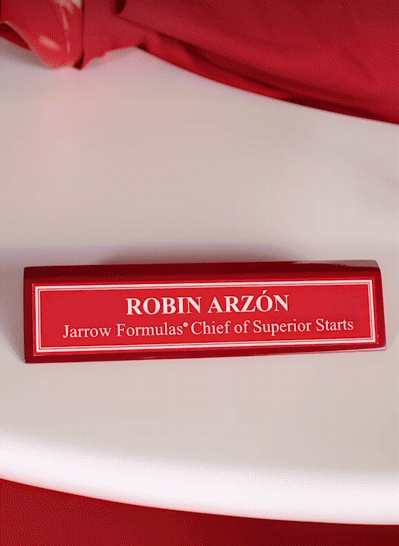 ROBIN ARZÓN
Jarrow Formulas® Chief of Superior Starts